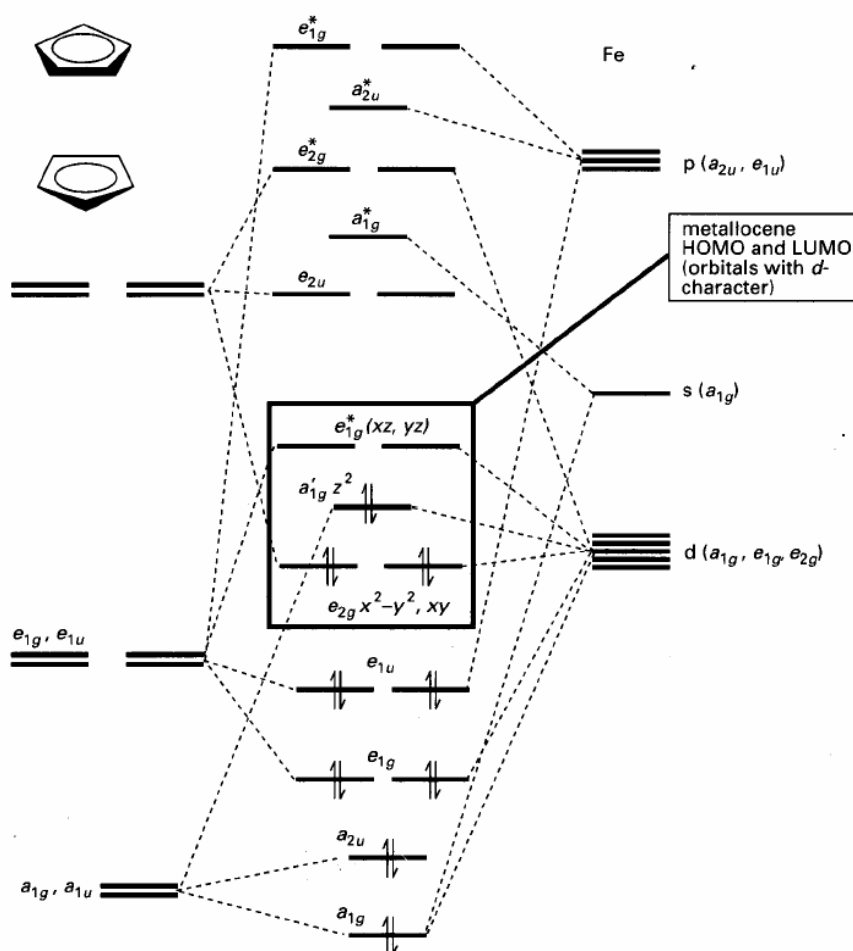 e*1g
Fe
a*2u
e*2g
p (a2u, e1u)
a*1g
metallocene
HOMO and LUMO
(orbitals with d-
character)
e2u
s (a1g)
e*1g (xz, yz)
a'1g z²
d (a1g, e1g, e2g)
e2g x²–y², xy
e1g, e1u
e1u
e1g
a2u
a1g, a1u
a1g